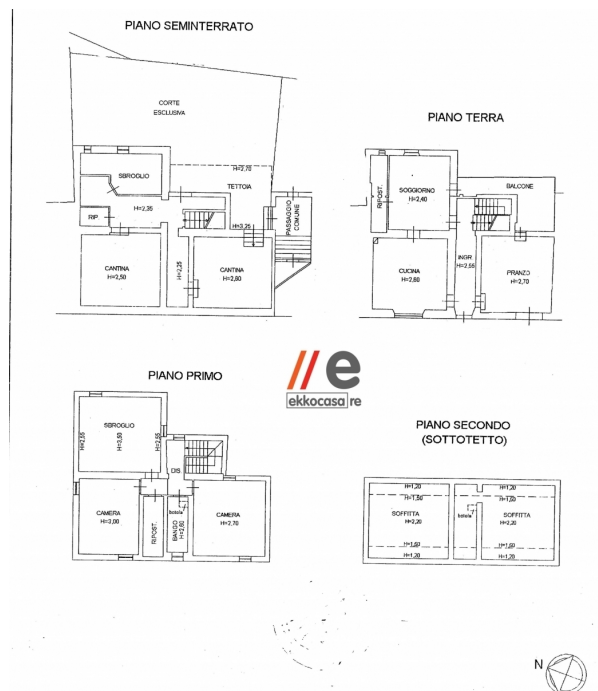 PIANO SEMINTERRATO
CORTE
ESCLUSIVA
SBROGLIO
H=2,70
TETTOIA
RIP.
H=2,35
H=3,25
PASSAGGIO
COMUNE
CANTINA
H=2,50
H=2,25
CANTINA
H=2,60
PIANO TERRA
RIPOST.
SOGGIORNO
H=2,40
BALCONE
CUCINA
H=2,60
INGR
H=2,55
PRANZO
H=2,70
//e
ekkocasa re
PIANO PRIMO
SBROGLIO
H=2,55
H=3,50
H=2,55
DIS
CAMERA
H=3,00
RIPOST.
botola
BANGIO
H=2,60
CAMERA
H=2,70
PIANO SECONDO
(SOTTOTETTO)
H=1,20
H=1,50
SOFFITTA
H=2,20
H=1,50
H=1,20
botola
H=1,20
H=1,50
SOFFITTA
H=2,20
H=1,50
H=1,20
N